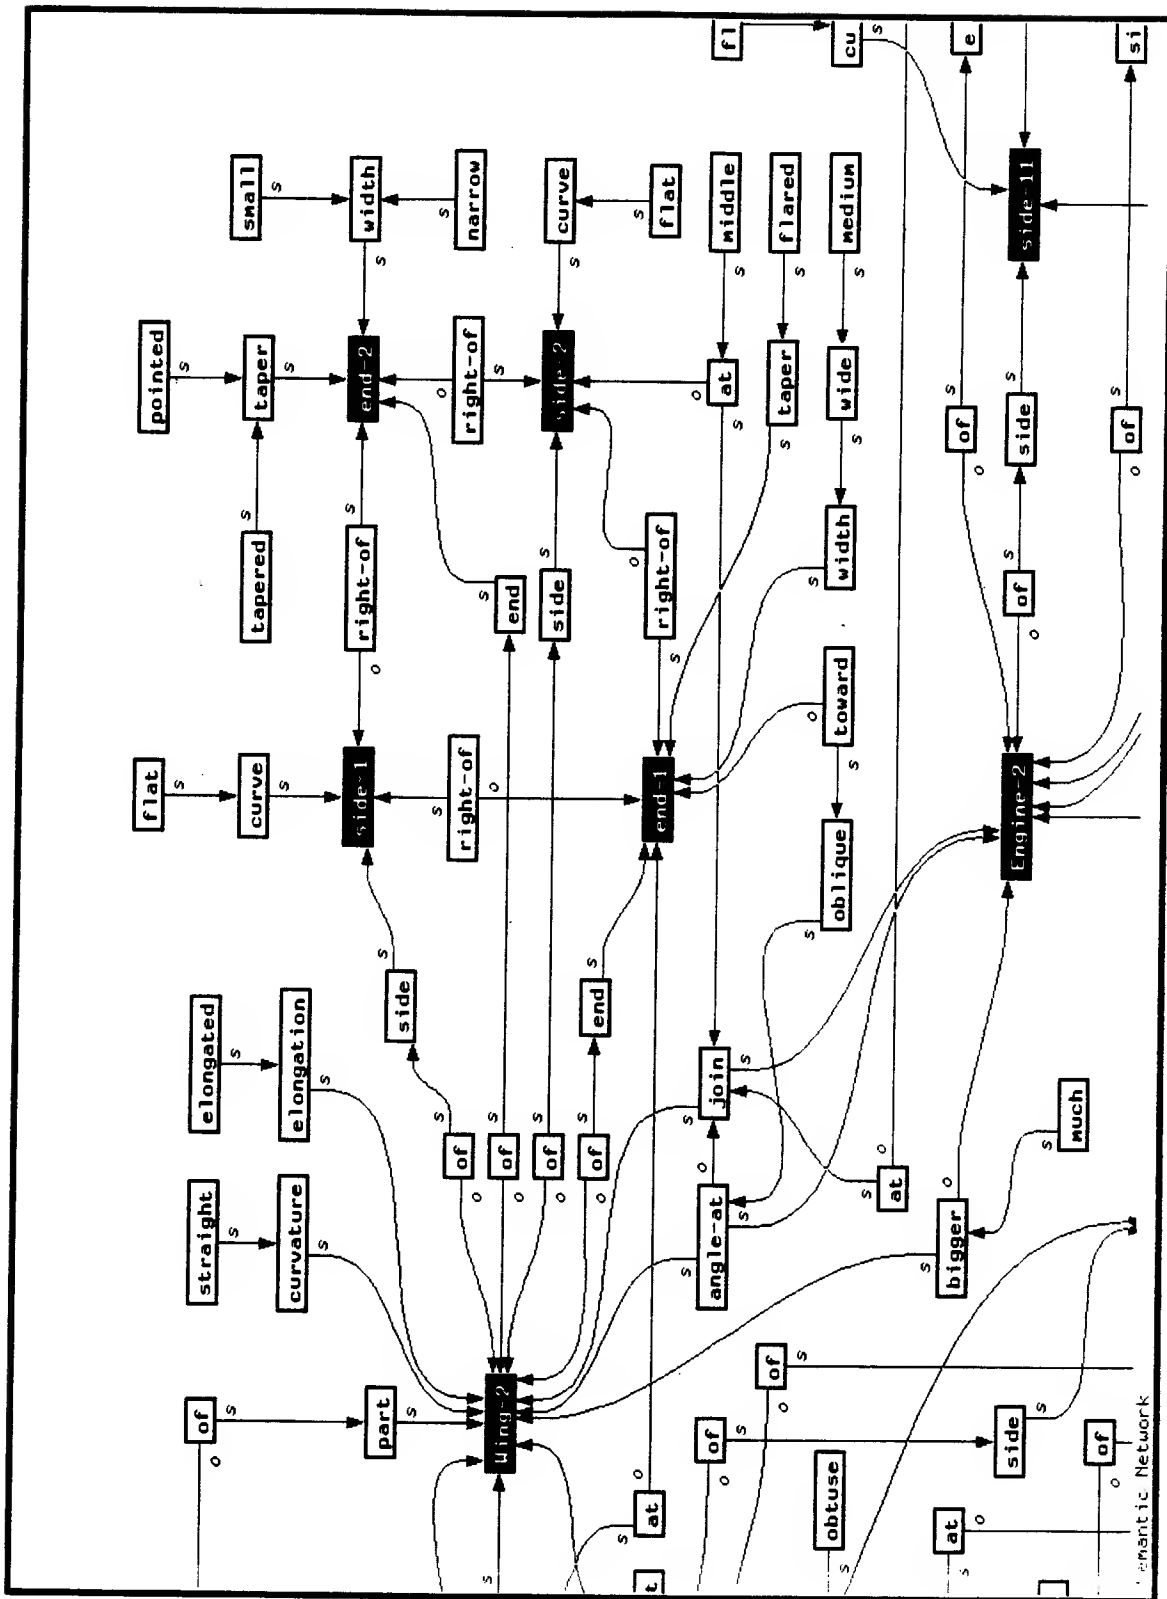 flat pointed
s s
of straight elongated
o s s s
curve tapered taper small
s s s s
curvature elongation
s s
part side-1 right-of end-2 width
o s s
side
s s
of right-of right-of narrow
s s o s
o o s
Wing-2 of end
s s
o s
of side side-2 curve
s s
o s
of end
s s
o
t at end-1 right-of flat
s o o s
s
of angle-at join at middle fl
s s o o
o s s s s s
of taper flared
o s s s
obtuse oblique toward width wide medium cu
s o s
s s s s
at
s o s
at bigger of e
s o s
s o o
side Engine-2 of side side-11
s s
s o
much
s
of of si
o s
o
mantic Network